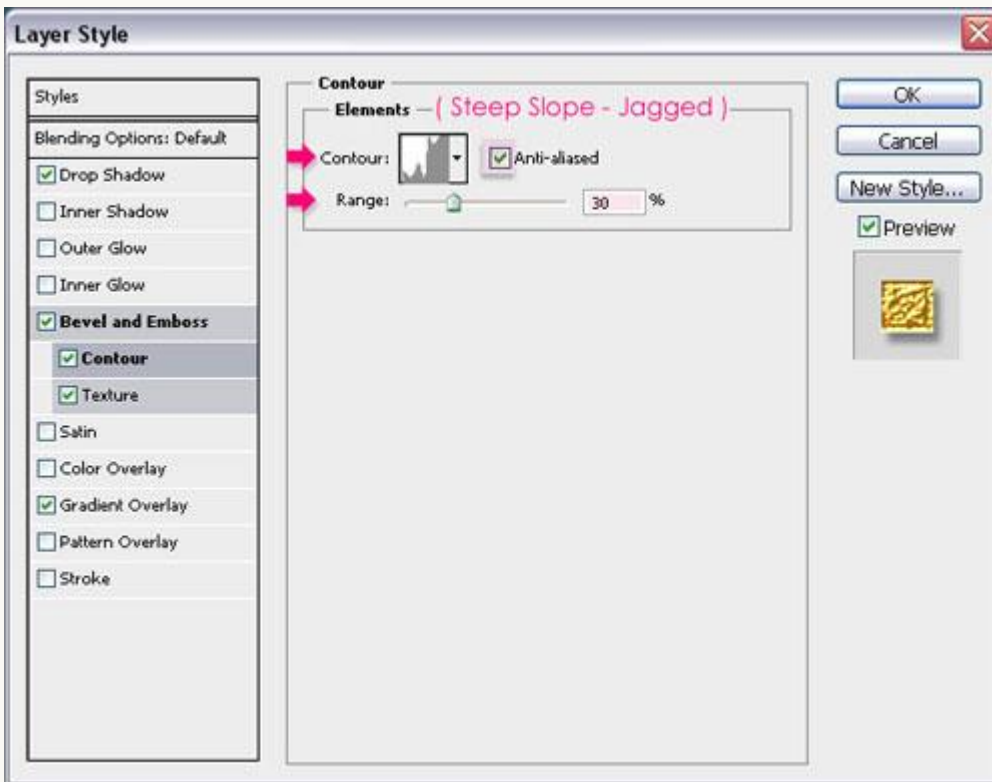 Layer Style
Styles
Blending Options: Default
Drop Shadow
Inner Shadow
Outer Glow
Inner Glow
Bevel and Emboss
Contour
Texture
Satin
Color Overlay
Gradient Overlay
Pattern Overlay
Stroke
Contour
Elements ( Steep Slope - Jagged )
Contour: Anti-aliased
Range: 30 %
OK
Cancel
New Style...
Preview